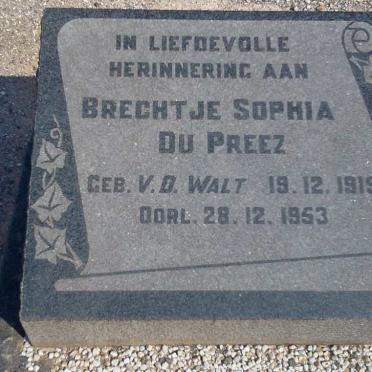 IN LIEFDEVOLLE
HERINNERING AAN
BRECHTJE SOPHIA
DU PREEZ
GEB. V.D. WALT 19.12.1919
OORL. 28.12.1953